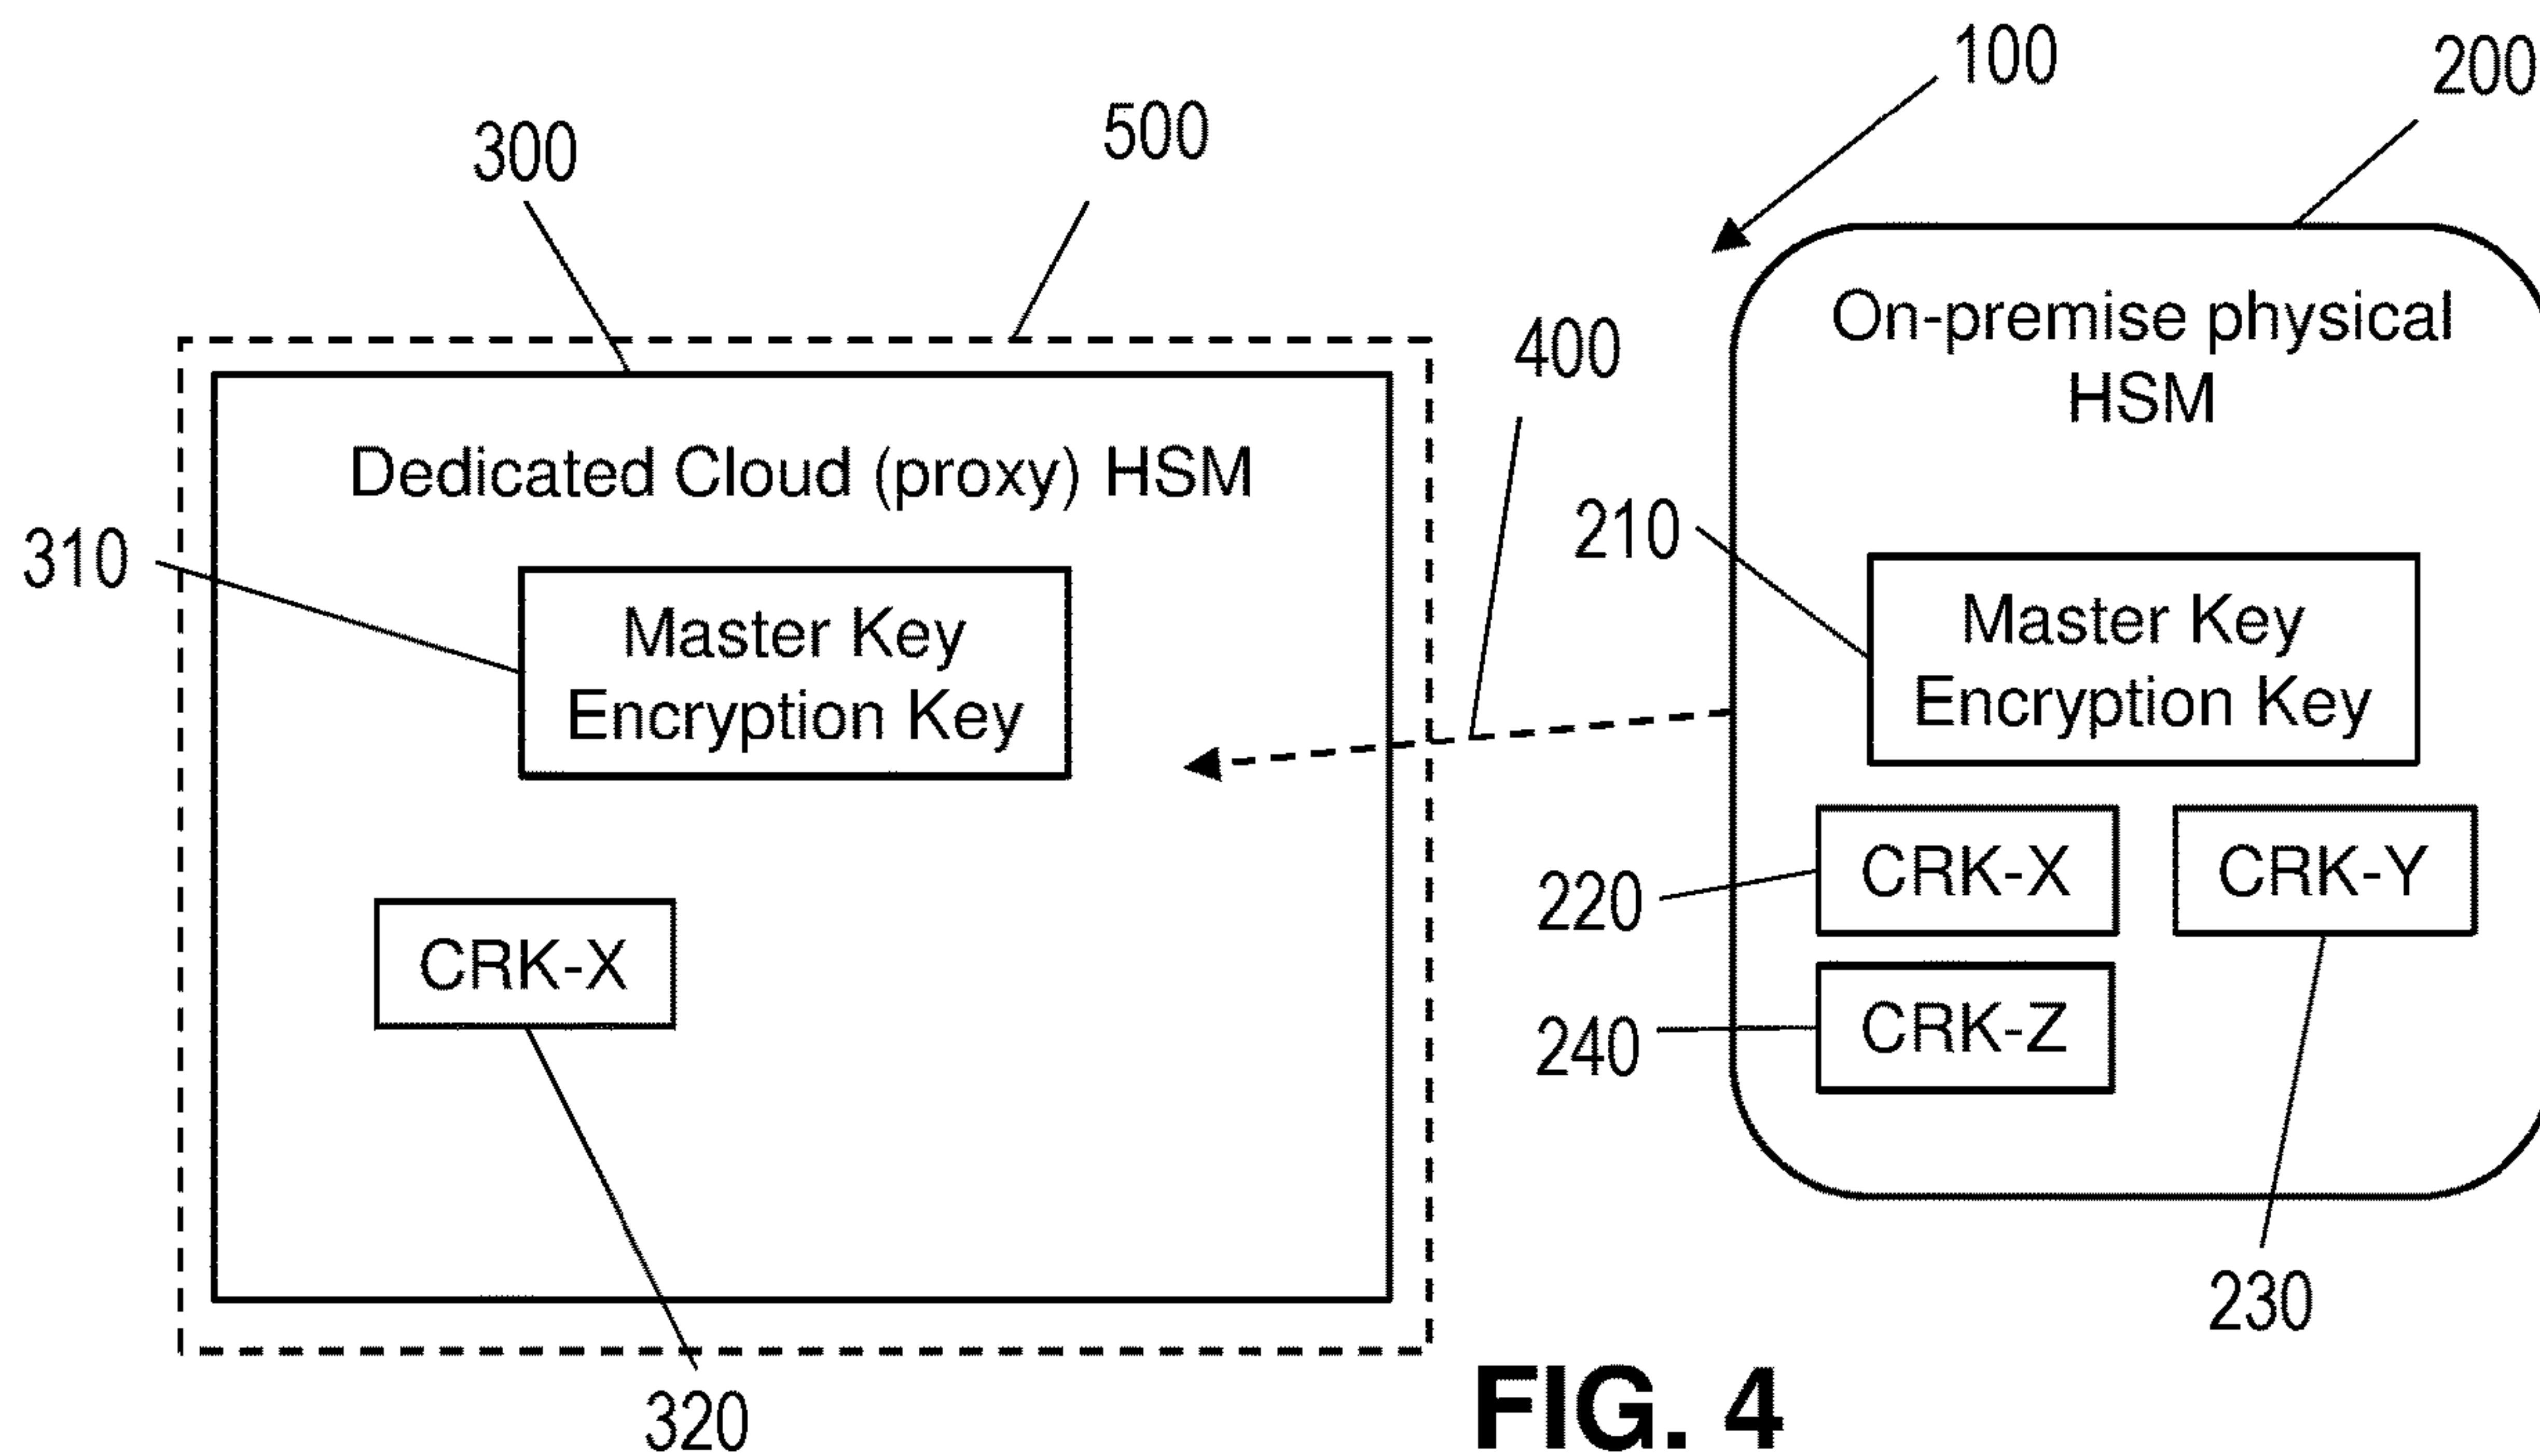 100
200
500
300
On-premise physical
HSM
400
Dedicated Cloud (proxy) HSM
210
310
Master Key
Encryption Key
Master Key
Encryption Key
220
CRK-X
CRK-Y
CRK-X
240
CRK-Z
230
320
FIG. 4